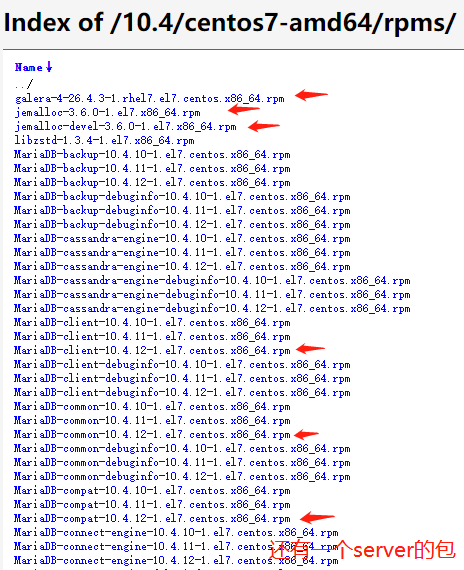 Index of /10.4/centos7-amd64/rpms/
Name↓
../
galera-4-26.4.3-1.rhel7.el7.centos.x86_64.rpm
jemalloc-3.6.0-1.el7.x86_64.rpm
jemalloc-devel-3.6.0-1.el7.x86_64.rpm
libzstd-1.3.4-1.el7.x86_64.rpm
MariaDB-backup-10.4.10-1.el7.centos.x86_64.rpm
MariaDB-backup-10.4.11-1.el7.centos.x86_64.rpm
MariaDB-backup-10.4.12-1.el7.centos.x86_64.rpm
MariaDB-backup-debuginfo-10.4.10-1.el7.centos.x86_64.rpm
MariaDB-backup-debuginfo-10.4.11-1.el7.centos.x86_64.rpm
MariaDB-backup-debuginfo-10.4.12-1.el7.centos.x86_64.rpm
MariaDB-cassandra-engine-10.4.10-1.el7.centos.x86_64.rpm
MariaDB-cassandra-engine-10.4.11-1.el7.centos.x86_64.rpm
MariaDB-cassandra-engine-10.4.12-1.el7.centos.x86_64.rpm
MariaDB-cassandra-engine-debuginfo-10.4.10-1.el7.centos.x86_64.rpm
MariaDB-cassandra-engine-debuginfo-10.4.11-1.el7.centos.x86_64.rpm
MariaDB-cassandra-engine-debuginfo-10.4.12-1.el7.centos.x86_64.rpm
MariaDB-client-10.4.10-1.el7.centos.x86_64.rpm
MariaDB-client-10.4.11-1.el7.centos.x86_64.rpm
MariaDB-client-10.4.12-1.el7.centos.x86_64.rpm
MariaDB-client-debuginfo-10.4.10-1.el7.centos.x86_64.rpm
MariaDB-client-debuginfo-10.4.11-1.el7.centos.x86_64.rpm
MariaDB-client-debuginfo-10.4.12-1.el7.centos.x86_64.rpm
MariaDB-common-10.4.10-1.el7.centos.x86_64.rpm
MariaDB-common-10.4.11-1.el7.centos.x86_64.rpm
MariaDB-common-10.4.12-1.el7.centos.x86_64.rpm
MariaDB-common-debuginfo-10.4.10-1.el7.centos.x86_64.rpm
MariaDB-common-debuginfo-10.4.11-1.el7.centos.x86_64.rpm
MariaDB-common-debuginfo-10.4.12-1.el7.centos.x86_64.rpm
MariaDB-compat-10.4.10-1.el7.centos.x86_64.rpm
MariaDB-compat-10.4.11-1.el7.centos.x86_64.rpm
MariaDB-compat-10.4.12-1.el7.centos.x86_64.rpm
MariaDB-connect-engine-10.4.10-1.el7.centos.x86_64.rpm
MariaDB-connect-engine-10.4.11-1.el7.centos.x86_64.rpm
还有一个server的包
MariaDB-connect-engine-10.4.12-1.el7.centos.x86_64.rpm